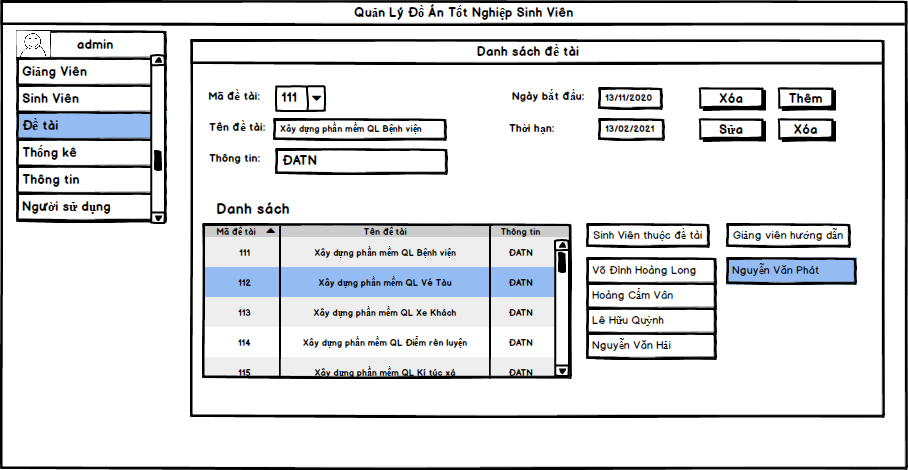 Quản Lý Đồ Án Tốt Nghiệp Sinh Viên
admin
Giảng Viên
Sinh Viên
Đề tài
Thống kê
Thông tin
Người sử dụng
Danh sách đề tài
Mã đề tài: 111 Ngày bắt đầu: 13/11/2020 Xóa Thêm
Tên đề tài: Xây dựng phần mềm QL Bệnh viện Thời hạn: 13/02/2021 Sửa Xóa
Thông tin: ĐATN
Danh sách
Mã đề tài Tên đề tài Thông tin
111 Xây dựng phần mềm QL Bệnh viện ĐATN
112 Xây dựng phần mềm QL Vé Tàu ĐATN
113 Xây dựng phần mềm QL Xe Khách ĐATN
114 Xây dựng phần mềm QL Điểm rèn luyện ĐATN
115 Xây dựng phần mềm QL Kí túc xá ĐATN
Sinh Viên thuộc đề tài
Võ Đình Hoàng Long
Hoàng Cẩm Vân
Lê Hữu Quỳnh
Nguyễn Văn Hải
Giảng viên hướng dẫn
Nguyễn Văn Phát